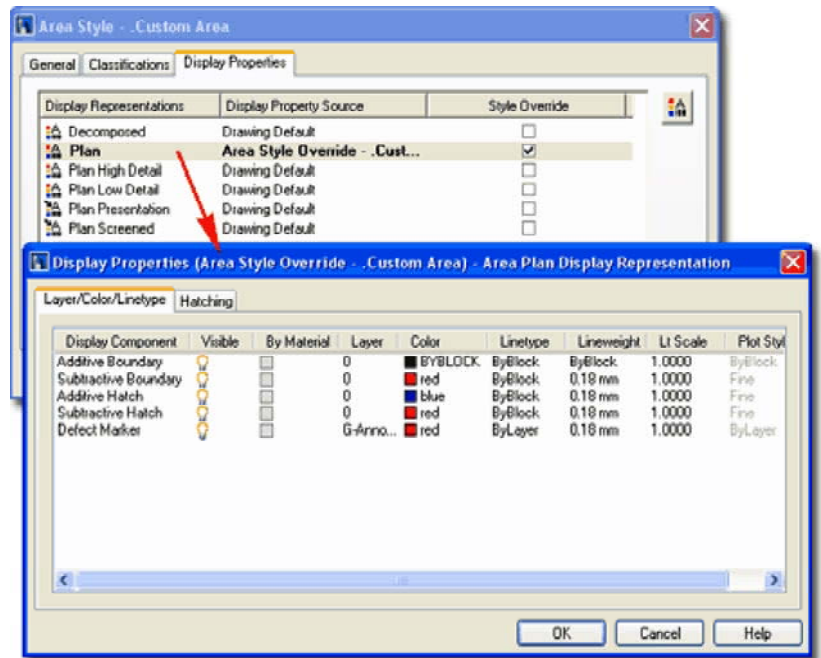 Area Style - .Custom Area
General Classifications Display Properties
Display Representations Display Property Source Style Override
Decomposed Drawing Default
Plan Area Style Override - .Cust...
Plan High Detail Drawing Default
Plan Low Detail Drawing Default
Plan Presentation Drawing Default
Plan Screened Drawing Default
Display Properties (Area Style Override - .Custom Area) - Area Plan Display Representation
Layer/Color/Linetype Hatching
Display Component Visible By Material Layer Color Linetype Lineweight Lt Scale Plot Styl
Additive Boundary 0 BYBLOCK ByBlock ByBlock 1.0000 ByBlock
Subtractive Boundary 0 red ByBlock 0.18 mm 1.0000 Fine
Additive Hatch 0 blue ByBlock 0.18 mm 1.0000 Fine
Subtractive Hatch 0 red ByBlock 0.18 mm 1.0000 Fine
Defect Marker G-Anno... red ByLayer 0.18 mm 1.0000 ByLayer
OK Cancel Help